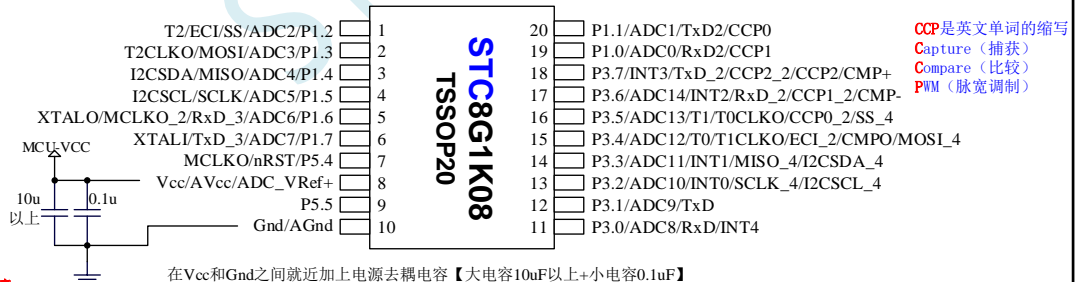 T2/ECI/SS/ADC2/P1.2 1
T2CLKO/MOSI/ADC3/P1.3 2
I2CSDA/MISO/ADC4/P1.4 3
I2CSCL/SCLK/ADC5/P1.5 4
XTALO/MCLKO_2/RxD_3/ADC6/P1.6 5
XTALI/TxD_3/ADC7/P1.7 6
MCLKO/nRST/P5.4 7
Vcc/AVcc/ADC_VRef+ 8
P5.5 9
Gnd/AGnd 10
STC8G1K08
TSSOP20
20 P1.1/ADC1/TxD2/CCP0
19 P1.0/ADC0/RxD2/CCP1
18 P3.7/INT3/TxD_2/CCP2_2/CCP2/CMP+
17 P3.6/ADC14/INT2/RxD_2/CCP1_2/CMP-
16 P3.5/ADC13/T1/T0CLKO/CCP0_2/SS_4
15 P3.4/ADC12/T0/T1CLKO/ECI_2/CMPO/MOSI_4
14 P3.3/ADC11/INT1/MISO_4/I2CSDA_4
13 P3.2/ADC10/INT0/SCLK_4/I2CSCL_4
12 P3.1/ADC9/TxD
11 P3.0/ADC8/RxD/INT4
CCP是英文单词的缩写
Capture（捕获）
Compare（比较）
PWM（脉宽调制）
MCU-VCC
10u
以上
0.1u
在Vcc和Gnd之间就近加上电源去耦电容【大电容10uF以上+小电容0.1uF】